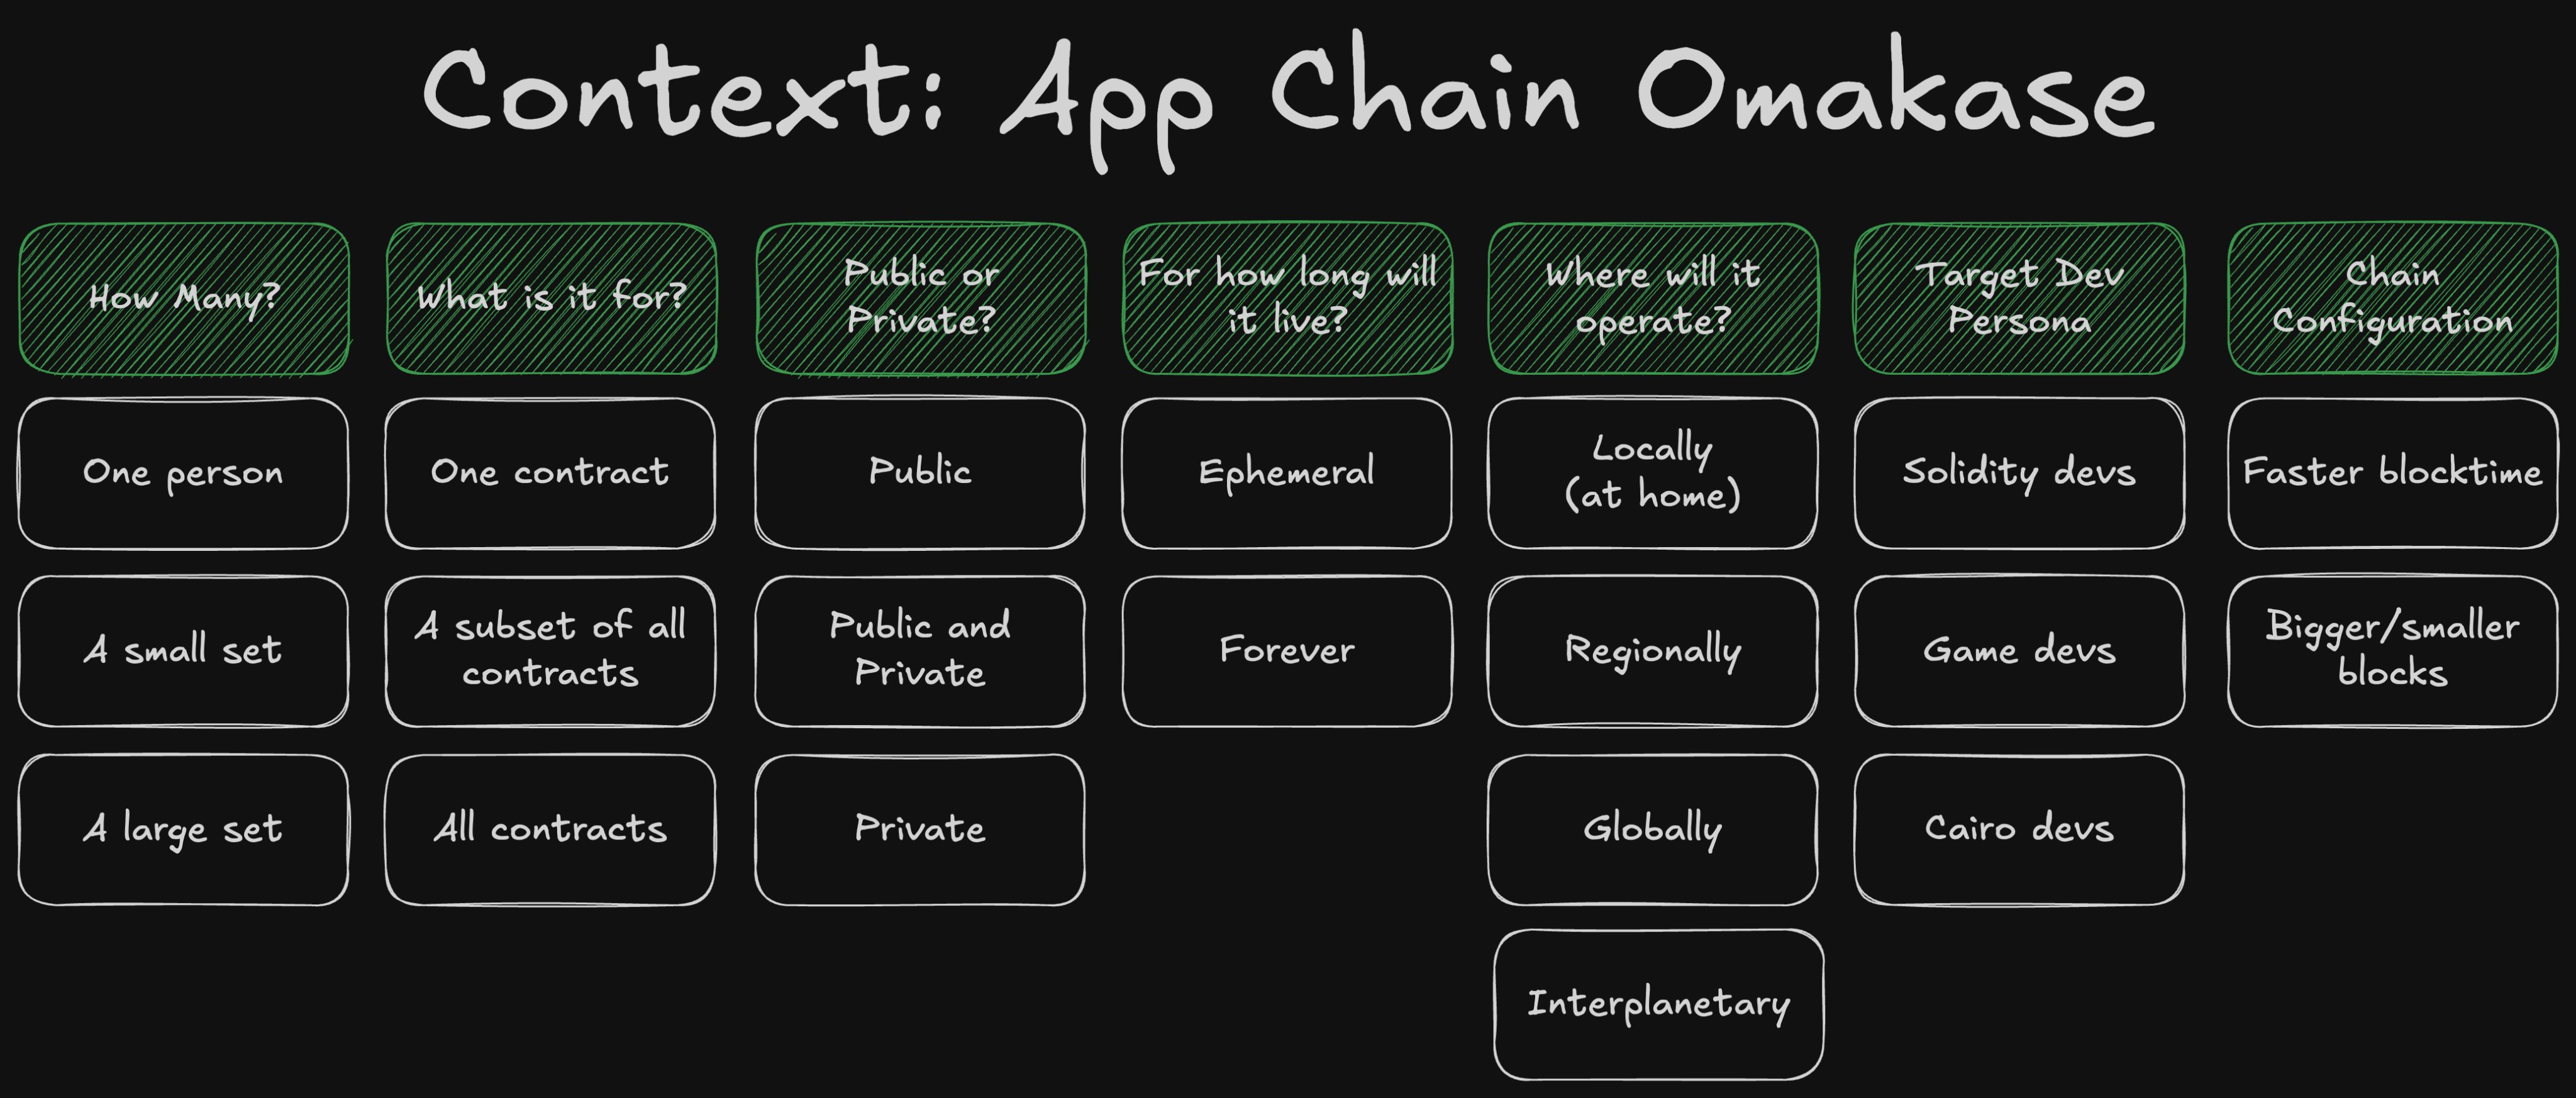 Context: App Chain Omakase
How Many?
One person
A small set
A large set
What is it for?
One contract
A subset of all
contracts
All contracts
Public or
Private?
Public
Public and
Private
Private
For how long will
it live?
Ephemeral
Forever
Where will it
operate?
Locally
(at home)
Regionally
Globally
Interplanetary
Target Dev
Persona
Solidity devs
Game devs
Cairo devs
Chain
Configuration
Faster blocktime
Bigger/smaller
blocks